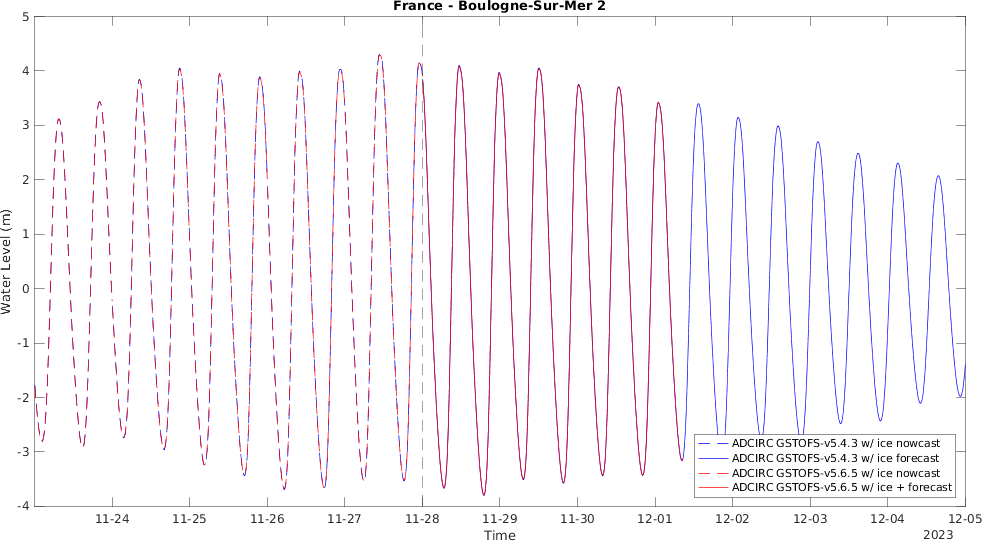 France - Boulogne-Sur-Mer 2
5
4
3
2
1
0
-1
-2
-3
-4
Water Level (m)
ADCIRC GSTOFS-v5.4.3 w/ ice nowcast
ADCIRC GSTOFS-v5.4.3 w/ ice forecast
ADCIRC GSTOFS-v5.6.5 w/ ice nowcast
ADCIRC GSTOFS-v5.6.5 w/ ice + forecast
11-24 11-25 11-26 11-27 11-28 11-29 11-30 12-01 12-02 12-03 12-04 12-05
Time
2023